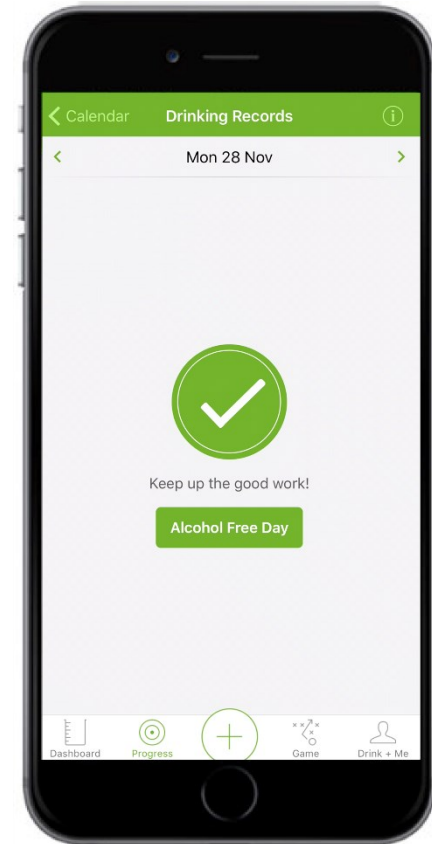 Calendar Drinking Records
Mon 28 Nov
Keep up the good work!
Alcohol Free Day
Dashboard Progress Game Drink + Me